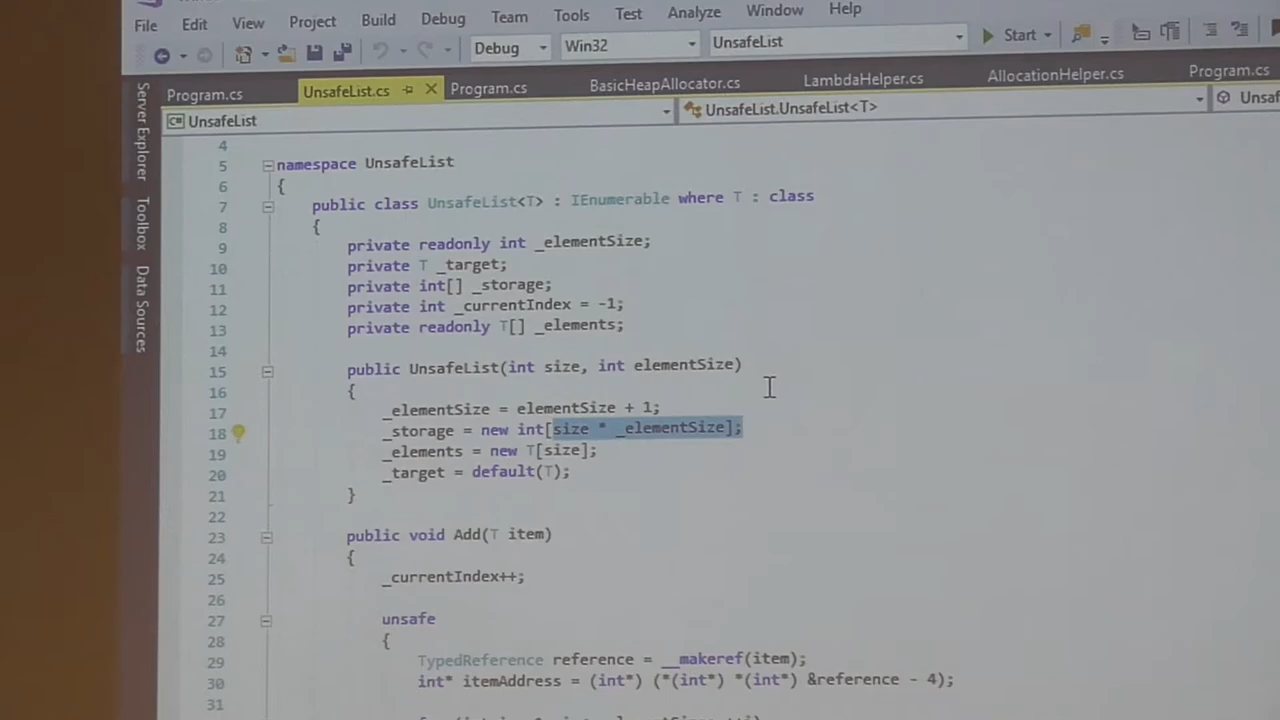 File Edit View Project Build Debug Team Tools Test Analyze Window Help
Debug Win32 UnsafeList Start
Program.cs UnsafeList.cs Program.cs BasicHeapAllocator.cs LambdaHelper.cs AllocationHelper.cs Program.cs
UnsafeList UnsafeList.UnsafeList<T>
Server Explorer
Toolbox
Data Sources
4
5 namespace UnsafeList
6 {
7 public class UnsafeList<T> : IEnumerable where T : class
8 {
9 private readonly int _elementSize;
10 private T _target;
11 private int[] _storage;
12 private int _currentIndex = -1;
13 private readonly T[] _elements;
14
15 public UnsafeList(int size, int elementSize)
16 {
17 _elementSize = elementSize + 1;
18 _storage = new int[size * _elementSize];
19 _elements = new T[size];
20 _target = default(T);
21 }
22
23 public void Add(T item)
24 {
25 _currentIndex++;
26
27 unsafe
28 {
29 TypedReference reference = __makeref(item);
30 int* itemAddress = (int*) (*(int*) *(int*) &reference - 4);
31